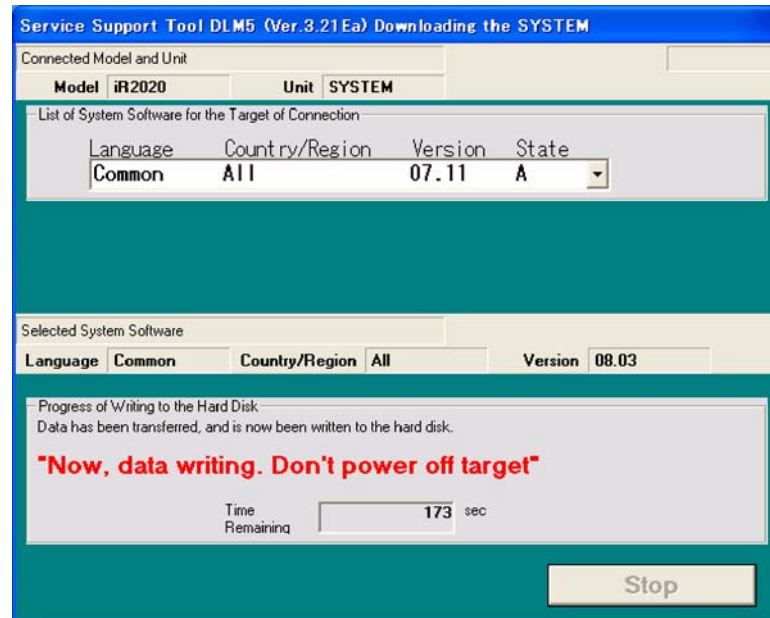 Service Support Tool DLM5 (Ver.3.21Ea) Downloading the SYSTEM
Connected Model and Unit
Model iR2020 Unit SYSTEM
List of System Software for the Target of Connection
Language Country/Region Version State
Common All 07.11 A
Selected System Software
Language Common Country/Region All Version 08.03
Progress of Writing to the Hard Disk
Data has been transferred, and is now been written to the hard disk.
"Now, data writing. Don't power off target"
Time Remaining 173 sec
Stop